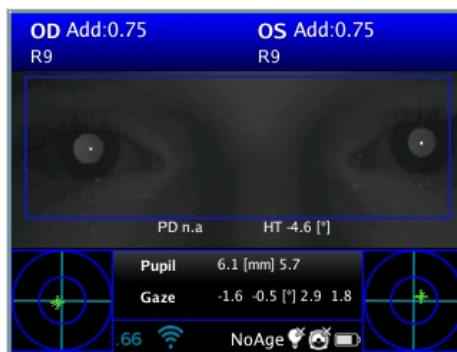 OD Add:0.75 OS Add:0.75
R9 R9
PD n.a HT -4.6 [°]
Pupil 6.1 [mm] 5.7
Gaze -1.6 -0.5 [°] 2.9 1.8
.66 NoAge